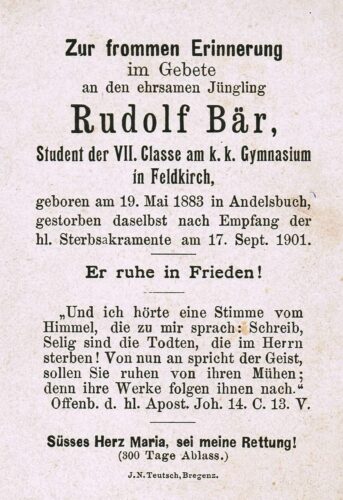 Zur frommen Erinnerung
im Gebete
an den ehrsamen Jüngling
Rudolf Bär,
Student der VII. Classe am k. k. Gymnasium
in Feldkirch,
geboren am 19. Mai 1883 in Andelsbuch,
gestorben daselbst nach Empfang der
hl. Sterbsakramente am 17. Sept. 1901.
Er ruhe in Frieden!
„Und ich hörte eine Stimme vom
Himmel, die zu mir sprach: Schreib,
Selig sind die Todten, die im Herrn
sterben! Von nun an spricht der Geist,
sollen Sie ruhen von ihren Mühen;
denn ihre Werke folgen ihnen nach.“
Offenb. d. hl. Apost. Joh. 14. C. 13. V.
Süsses Herz Maria, sei meine Rettung!
(300 Tage Ablass.)
J. N. Teutsch, Bregenz.